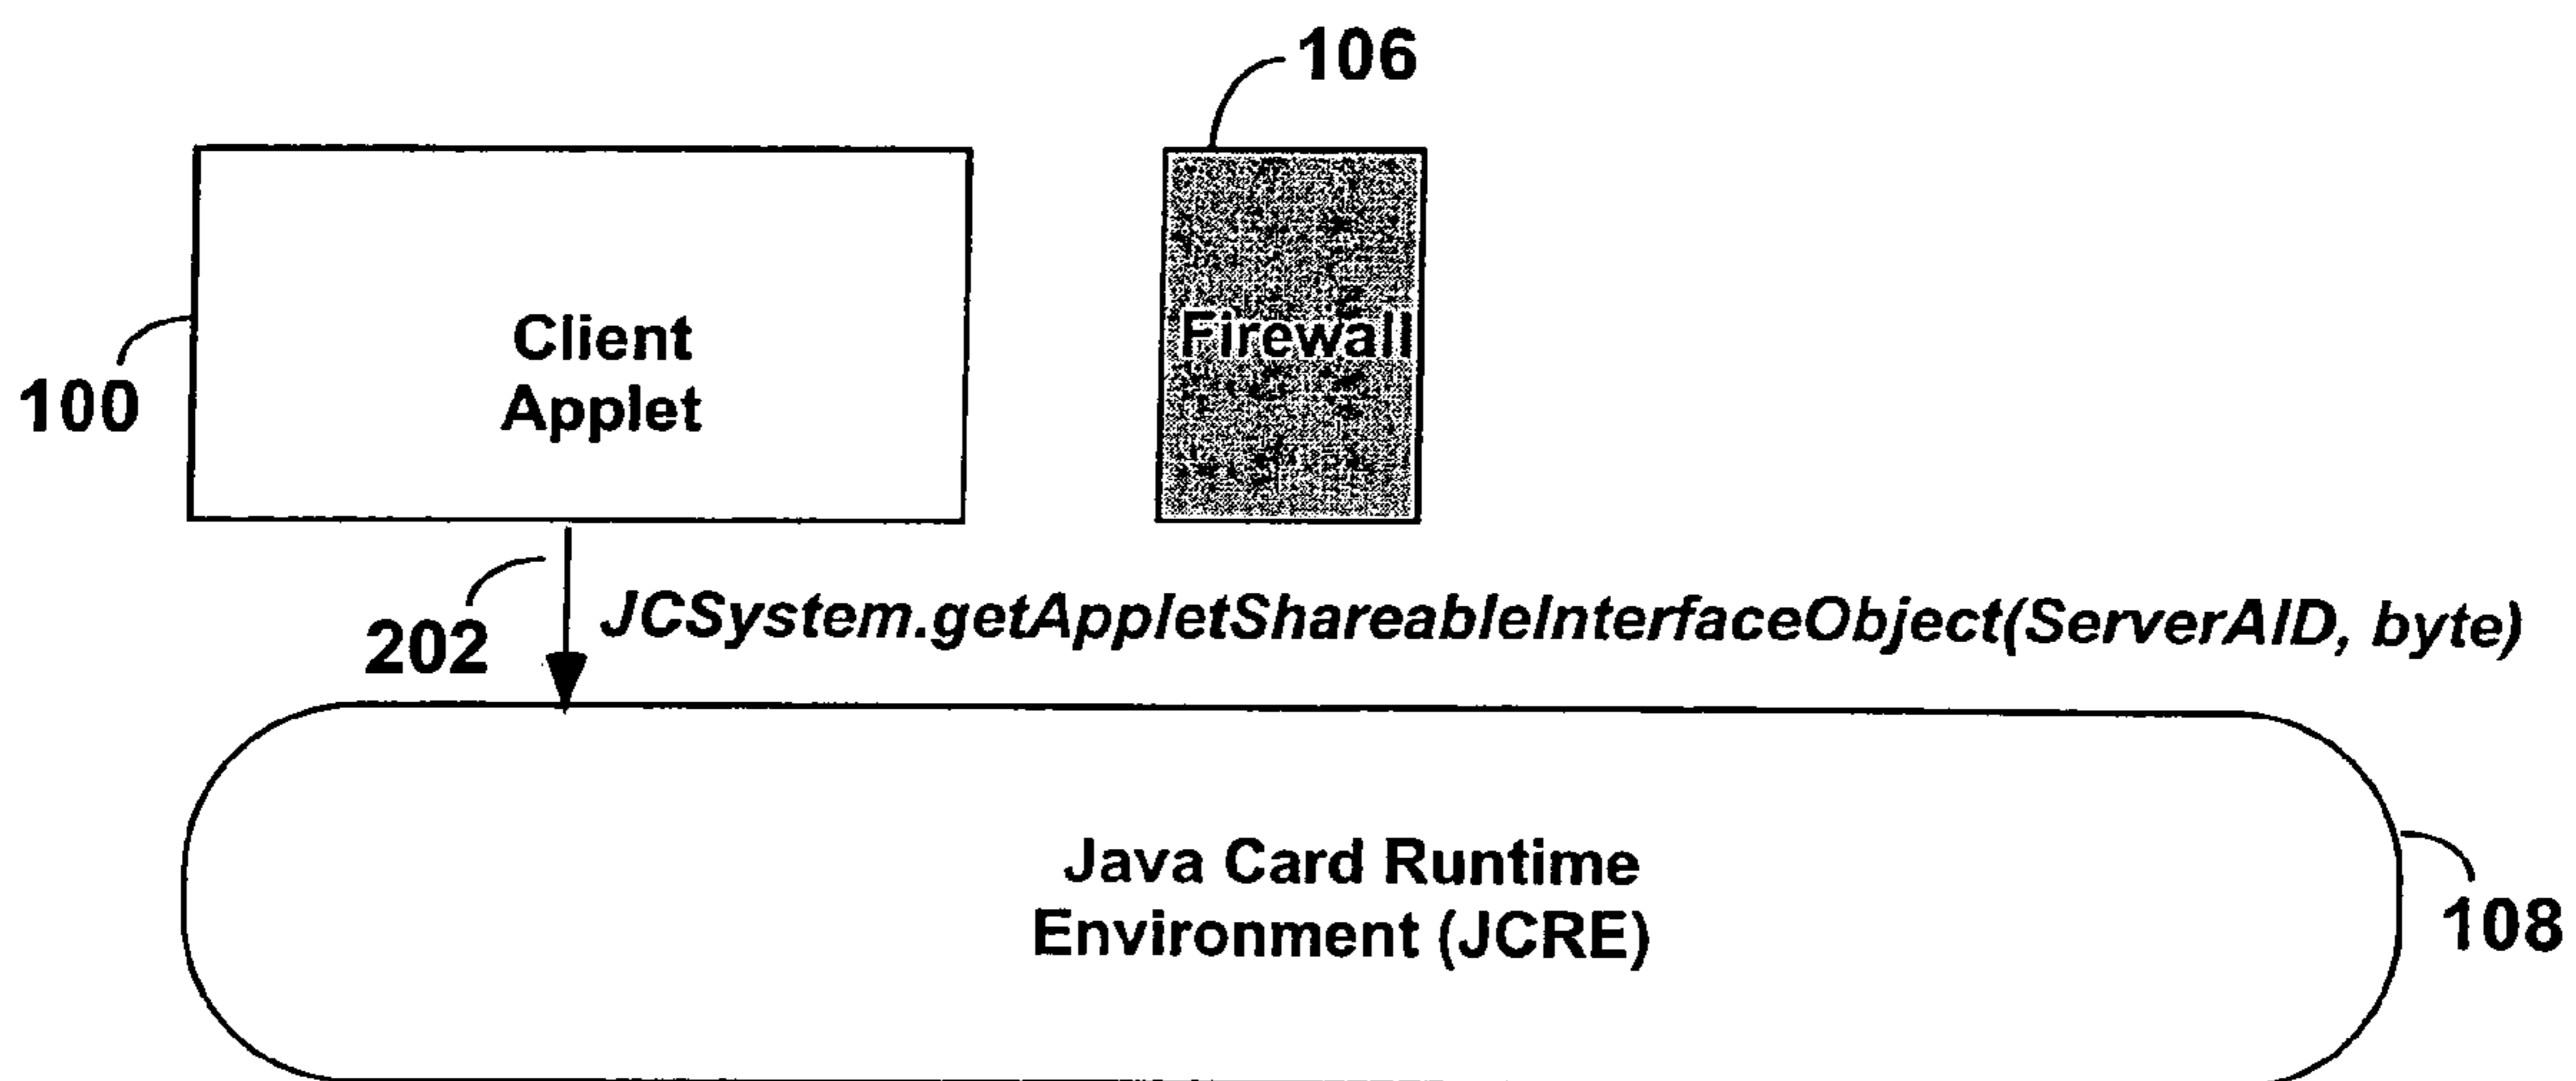 106
Client
Applet
Firewall
100
202
JCSystem.getAppletShareableInterfaceObject(ServerAID, byte)
Java Card Runtime
Environment (JCRE)
108